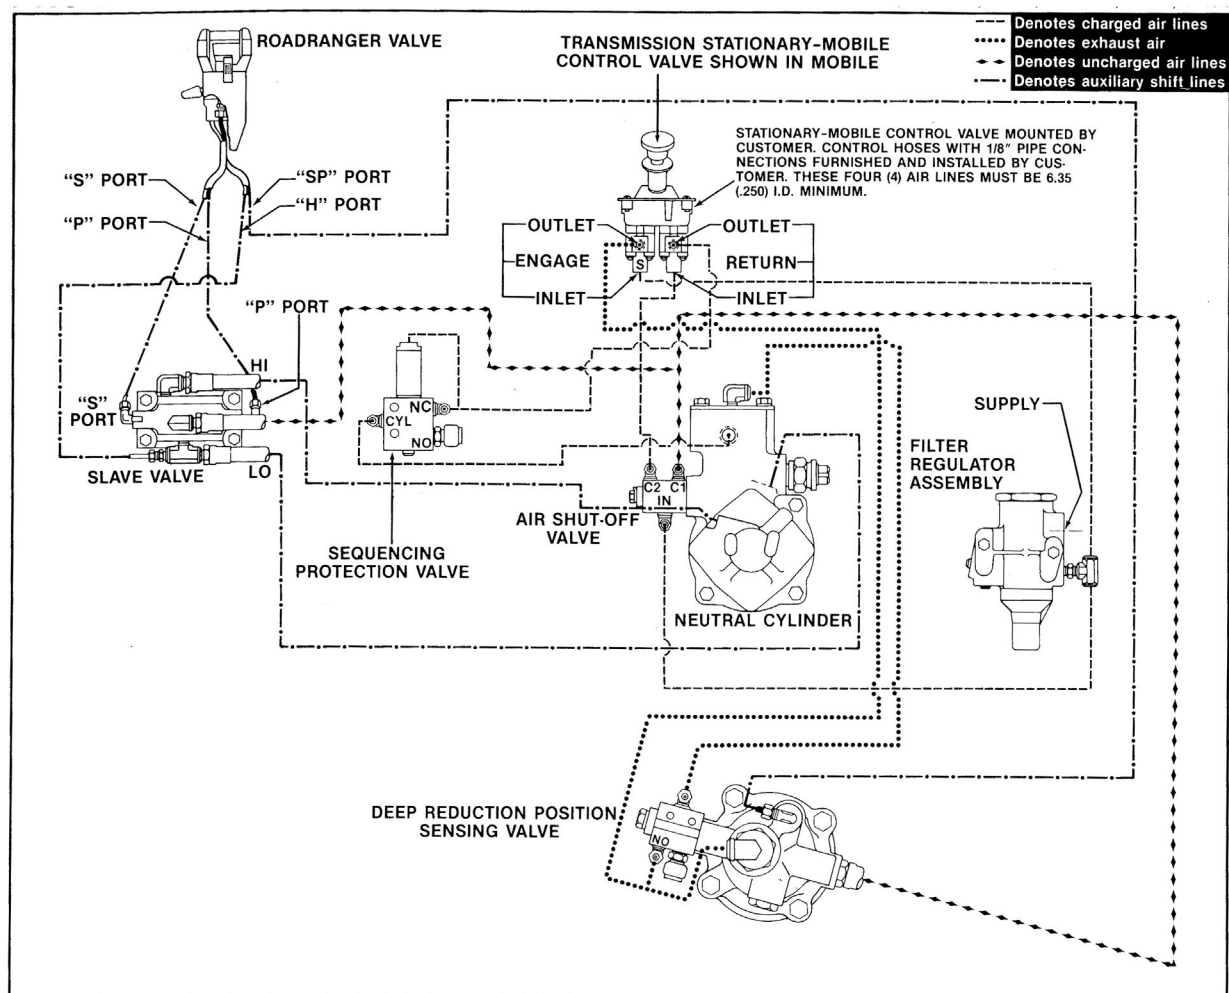 Denotes charged air lines
Denotes exhaust air
Denotes uncharged air lines
Denotes auxiliary shift lines
ROADRANGER VALVE
TRANSMISSION STATIONARY-MOBILE
CONTROL VALVE SHOWN IN MOBILE
STATIONARY-MOBILE CONTROL VALVE MOUNTED BY
CUSTOMER. CONTROL HOSES WITH 1/8" PIPE CON-
NECTIONS FURNISHED AND INSTALLED BY CUS-
TOMER. THESE FOUR (4) AIR LINES MUST BE 6.35
(.250) I.D. MINIMUM.
"S" PORT
"SP" PORT
"P" PORT
"H" PORT
OUTLET
OUTLET
ENGAGE
S
RETURN
INLET
INLET
"P" PORT
HI
"S"
PORT
SLAVE VALVE
LO
NC
CYL
NO
SEQUENCING
PROTECTION VALVE
C2 C1
IN
AIR SHUT-OFF
VALVE
NEUTRAL CYLINDER
SUPPLY
FILTER
REGULATOR
ASSEMBLY
DEEP REDUCTION POSITION
SENSING VALVE
NO